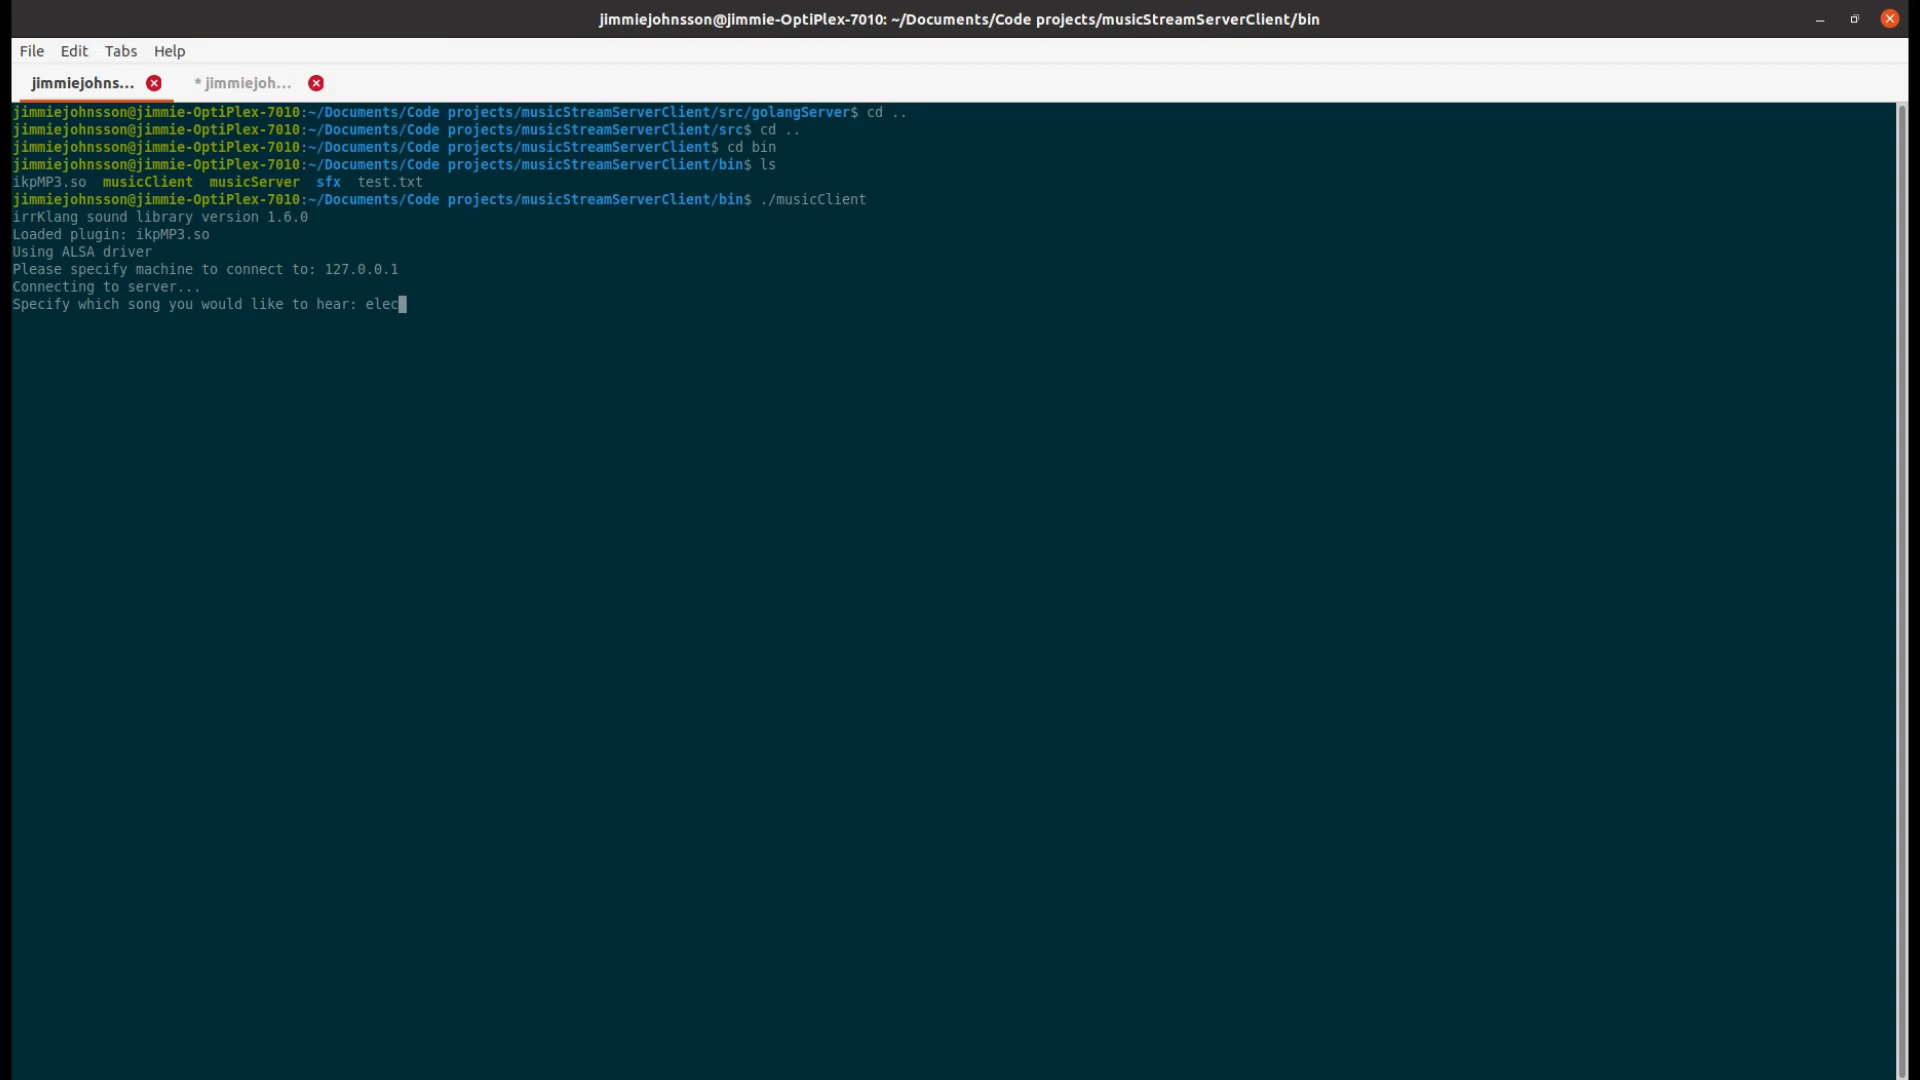 jimmiejohnsson@jimmie-OptiPlex-7010: ~/Documents/Code projects/musicStreamServerClient/bin
File Edit Tabs Help
jimmiejohns... * jimmiejoh...
jimmiejohnsson@jimmie-OptiPlex-7010:~/Documents/Code projects/musicStreamServerClient/src/golangServer$ cd ..
jimmiejohnsson@jimmie-OptiPlex-7010:~/Documents/Code projects/musicStreamServerClient/src$ cd ..
jimmiejohnsson@jimmie-OptiPlex-7010:~/Documents/Code projects/musicStreamServerClient$ cd bin
jimmiejohnsson@jimmie-OptiPlex-7010:~/Documents/Code projects/musicStreamServerClient/bin$ ls
ikpMP3.so  musicClient  musicServer  sfx  test.txt
jimmiejohnsson@jimmie-OptiPlex-7010:~/Documents/Code projects/musicStreamServerClient/bin$ ./musicClient
irrKlang sound library version 1.6.0
Loaded plugin: ikpMP3.so
Using ALSA driver
Please specify machine to connect to: 127.0.0.1
Connecting to server...
Specify which song you would like to hear: elec